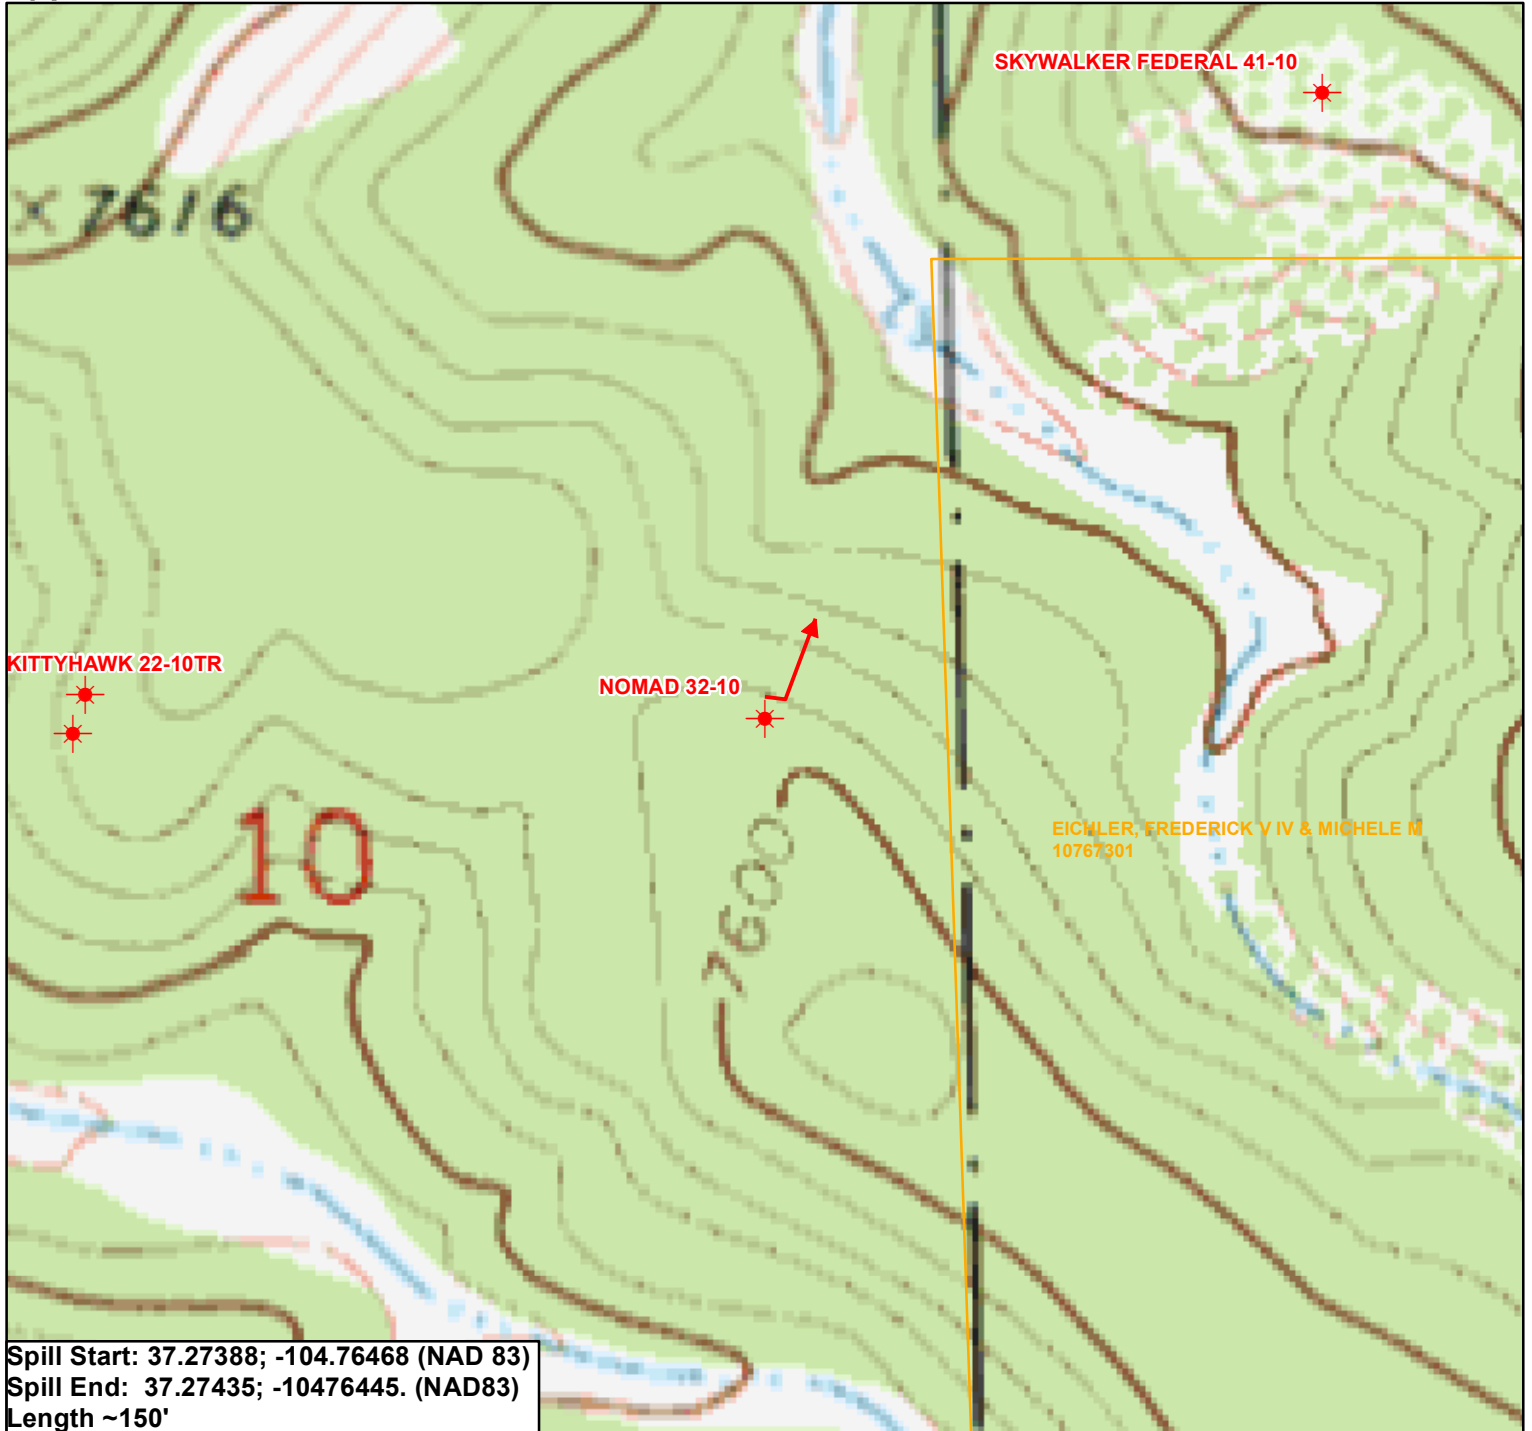 SKYWALKER FEDERAL 41-10
X 7616
KITTYHAWK 22-10TR
NOMAD 32-10
10
7600
EICHLER, FREDERICK V IV & MICHELE M
10767301
Spill Start: 37.27388; -104.76468 (NAD 83)
Spill End: 37.27435; -10476445. (NAD83)
Length ~150'